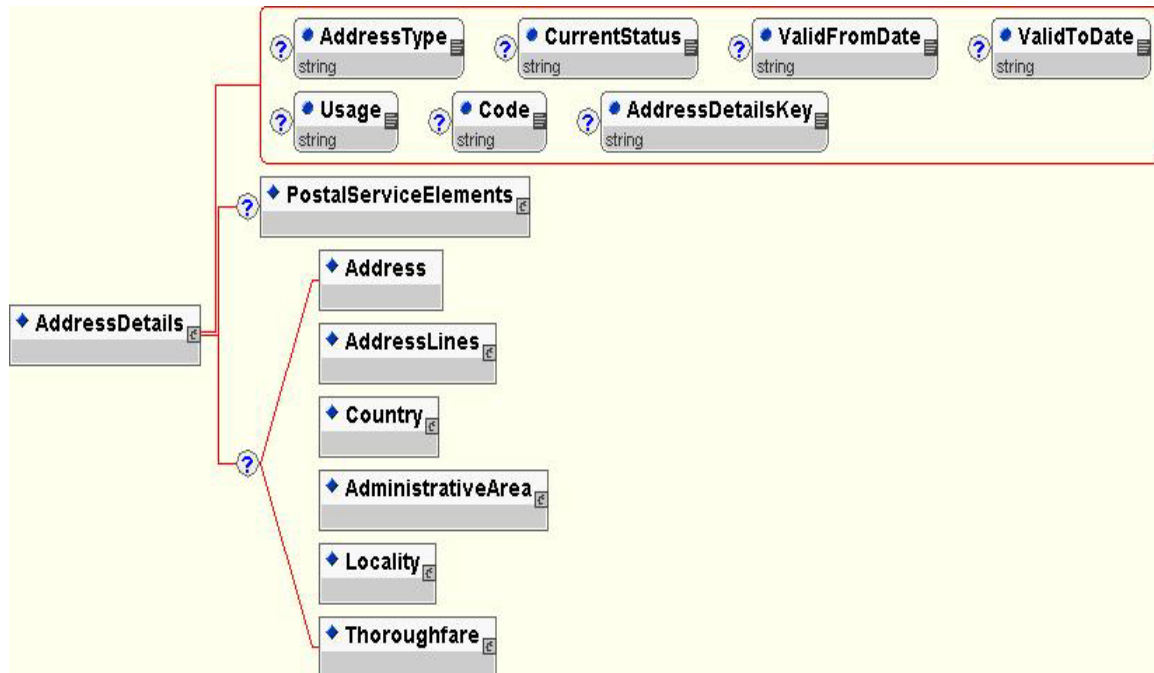 ? AddressType ? CurrentStatus ? ValidFromDate ? ValidToDate
string string string string
? Usage ? Code ? AddressDetailsKey
string string string
? PostalServiceElements
Address
AddressDetails
AddressLines
Country
?
AdministrativeArea
Locality
Thoroughfare